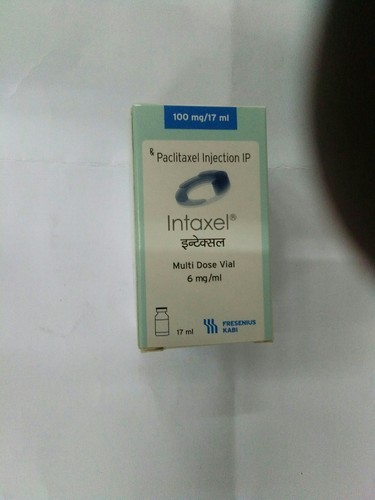 100 mg/17 ml
℞ Paclitaxel Injection IP
Intaxel®
इन्टेक्सल
Multi Dose Vial
6 mg/ml
17 ml
FRESENIUS
KABI